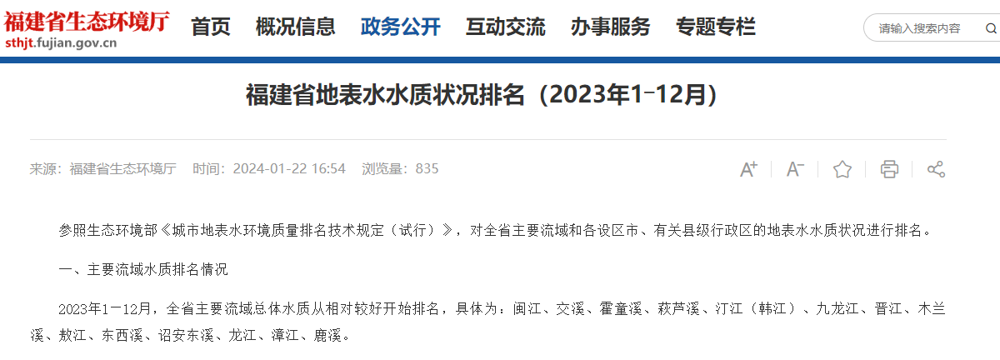 福建省生态环境厅
sthjt.fujian.gov.cn
首页 概况信息 政务公开 互动交流 办事服务 专题专栏
请输入搜索内容
福建省地表水水质状况排名（2023年1-12月）
来源：福建省生态环境厅 时间：2024-01-22 16:54 浏览量：835
A+ A-
参照生态环境部《城市地表水环境质量排名技术规定（试行）》，对全省主要流域和各设区市、有关县级行政区的地表水水质状况进行排名。
一、主要流域水质排名情况
2023年1—12月，全省主要流域总体水质从相对较好开始排名，具体为：闽江、交溪、霍童溪、萩芦溪、汀江（韩江）、九龙江、晋江、木兰
溪、敖江、东西溪、诏安东溪、龙江、漳江、鹿溪。